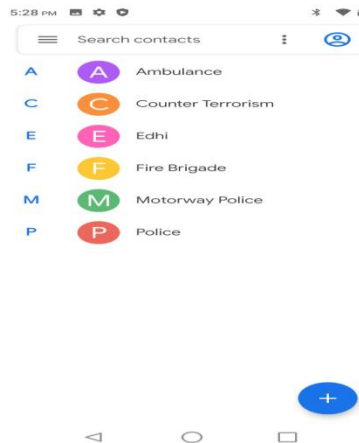 5:28 PM
Search contacts
A A Ambulance
C C Counter Terrorism
E E Edhi
F F Fire Brigade
M M Motorway Police
P P Police